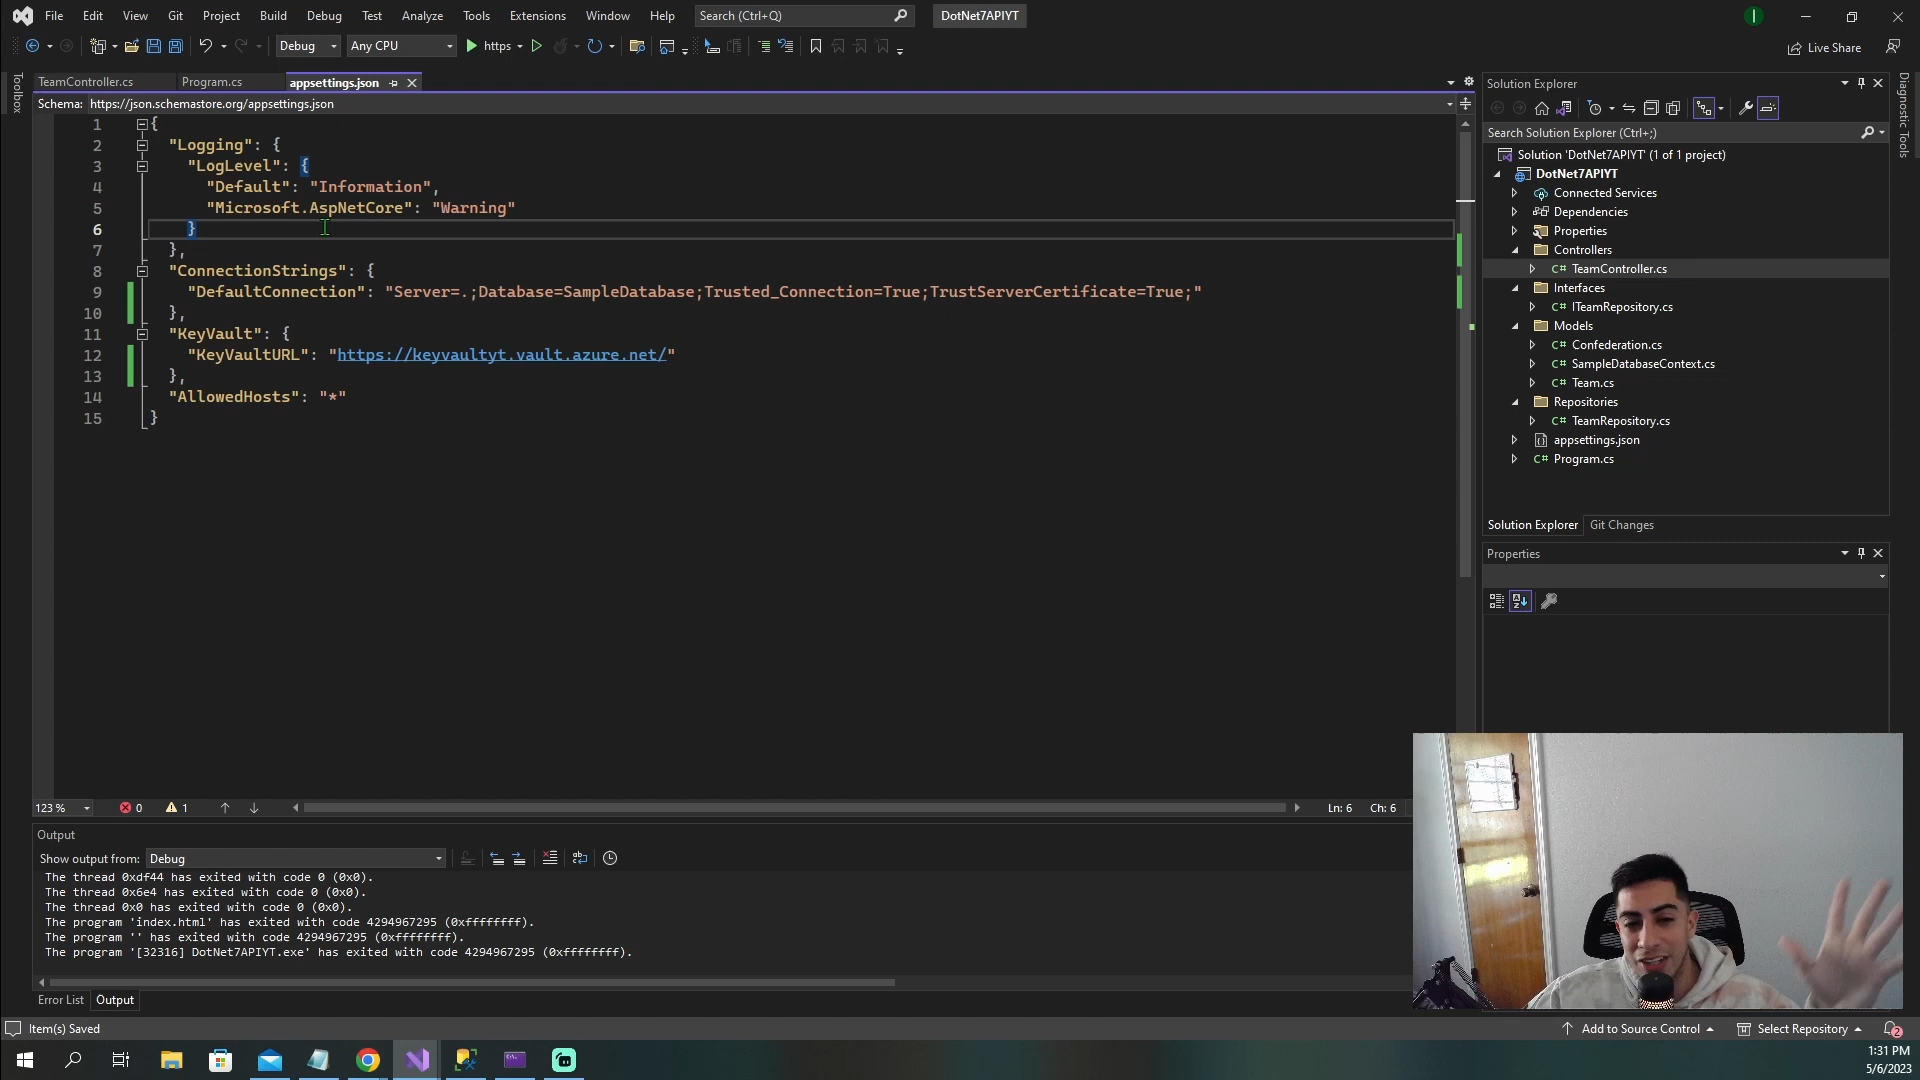 File Edit View Git Project Build Debug Test Analyze Tools Extensions Window Help Search (Ctrl+Q) DotNet7APIYT
Debug Any CPU https Live Share
Toolbox
TeamController.cs Program.cs appsettings.json
Schema: https://json.schemastore.org/appsettings.json
1 {
2 "Logging": {
3 "LogLevel": {
4 "Default": "Information",
5 "Microsoft.AspNetCore": "Warning"
6 }
7 },
8 "ConnectionStrings": {
9 "DefaultConnection": "Server=.;Database=SampleDatabase;Trusted_Connection=True;TrustServerCertificate=True;"
10 },
11 "KeyVault": {
12 "KeyVaultURL": "https://keyvaultyt.vault.azure.net/"
13 },
14 "AllowedHosts": "*"
15 }
123 % 0 1 Ln: 6 Ch: 6
Output
Show output from: Debug
The thread 0xdf44 has exited with code 0 (0x0).
The thread 0x6e4 has exited with code 0 (0x0).
The thread 0x0 has exited with code 0 (0x0).
The program 'index.html' has exited with code 4294967295 (0xffffffff).
The program '' has exited with code 4294967295 (0xffffffff).
The program '[32316] DotNet7APIYT.exe' has exited with code 4294967295 (0xffffffff).
Error List Output
Solution Explorer
Search Solution Explorer (Ctrl+;)
Solution 'DotNet7APIYT' (1 of 1 project)
DotNet7APIYT
Connected Services
Dependencies
Properties
Controllers
C# TeamController.cs
Interfaces
C# ITeamRepository.cs
Models
C# Confederation.cs
C# SampleDatabaseContext.cs
C# Team.cs
Repositories
C# TeamRepository.cs
appsettings.json
C# Program.cs
Solution Explorer Git Changes
Properties
Diagnostic Tools
Item(s) Saved Add to Source Control Select Repository 2
1:31 PM
5/6/2023